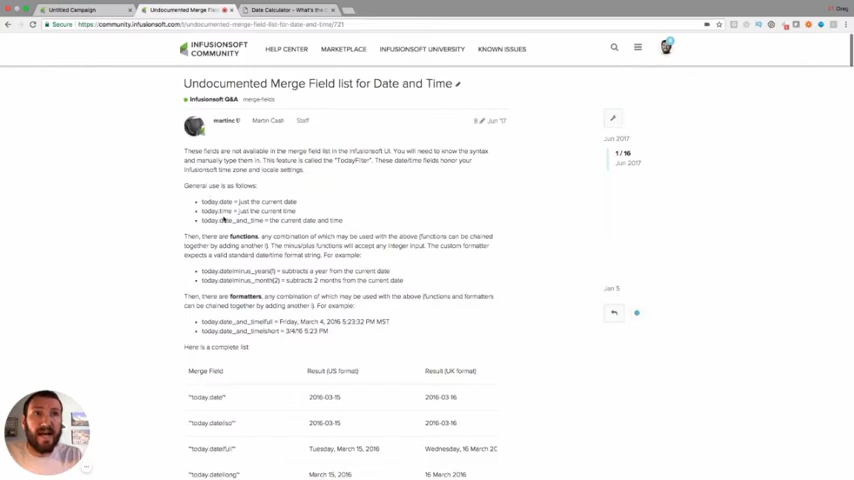 Untitled Campaign
Undocumented Merge Field list
Date Calculator – What's the
Greg
Secure
https://community.infusionsoft.com/t/undocumented-merge-field-list-for-date-and-time/721
INFUSIONSOFT
COMMUNITY
HELP CENTER
MARKETPLACE
INFUSIONSOFT UNIVERSITY
KNOWN ISSUES
Undocumented Merge Field list for Date and Time
Infusionsoft Q&A merge-fields
martinc Martin Cash Staff
8 Jun '17
These fields are not available in the merge field list in the Infusionsoft UI. You will need to know the syntax
and manually type them in. This feature is called the "TodayFilter". These date/time fields honor your
Infusionsoft time zone and locale settings.
General use is as follows:
today.date = just the current date
today.time = just the current time
today.date_and_time = the current date and time
Then, there are functions, any combination of which may be used with the above (functions can be chained
together by adding another |). The minus/plus functions will accept any integer input. The custom formatter
expects a valid standard date/time format string. For example:
today.date|minus_years(1) = subtracts a year from the current date
today.date|minus_month(2) = subtracts 2 months from the current date
Then, there are formatters, any combination of which may be used with the above (functions and formatters
can be chained together by adding another |). For example:
today.date_and_time|full = Friday, March 4, 2016 5:23:32 PM MST
today.date_and_time|short = 3/4/16 5:23 PM
Here is a complete list
Merge Field Result (US format) Result (UK format)
~today.date~ 2016-03-15 2016-03-16
~today.date|iso~ 2016-03-15 2016-03-16
~today.date|full~ Tuesday, March 15, 2016 Wednesday, 16 March 20
~today.date|long~ March 15, 2016 16 March 2016
Jun 2017
1 / 16
Jun 2017
Jan 5